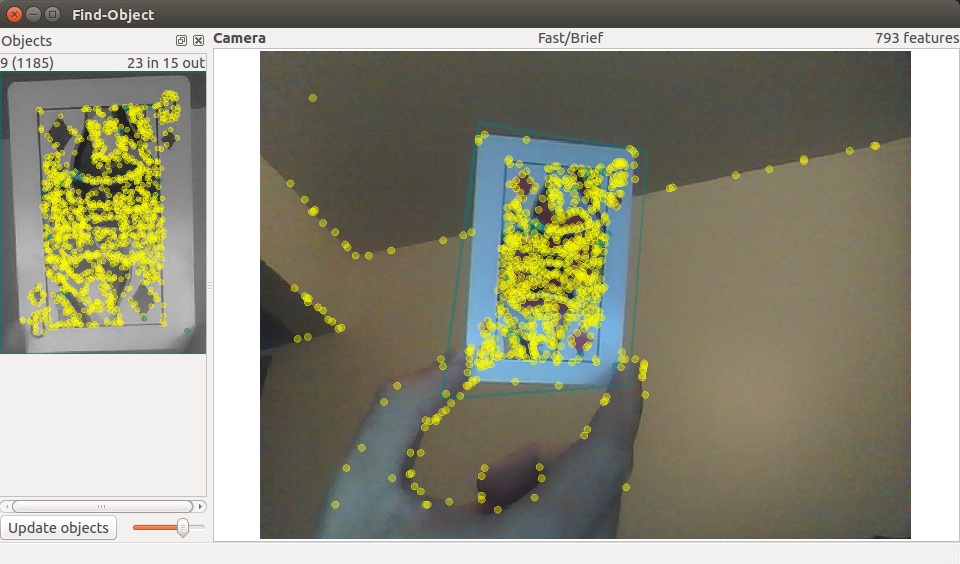 Find-Object
Objects
Camera
Fast/Brief
793 features
9 (1185)
23 in 15 out
Update objects